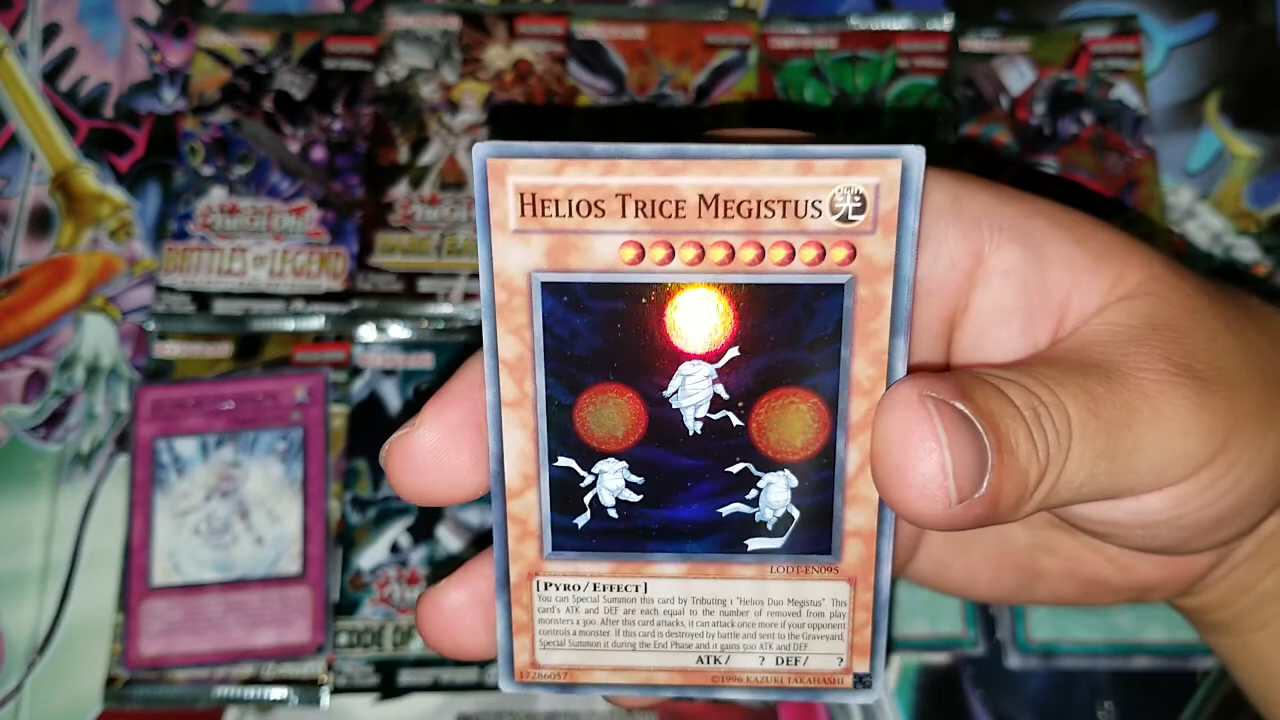 HELIOS TRICE MEGISTUS
光
BATTLES OF LEGEND
LODT-EN095
[PYRO/EFFECT]
You can Special Summon this card by Tributing 1 "Helios Duo Megistus". This
card's ATK and DEF are each equal to the number of removed from play
monsters x 300. After this card attacks, it can attack once more if your opponent
controls a monster. If this card is destroyed by battle and sent to the Graveyard,
Special Summon it during the End Phase and it gains 500 ATK and DEF.
ATK/ ? DEF/ ?
17286057
©1996 KAZUKI TAKAHASHI
CODE OF